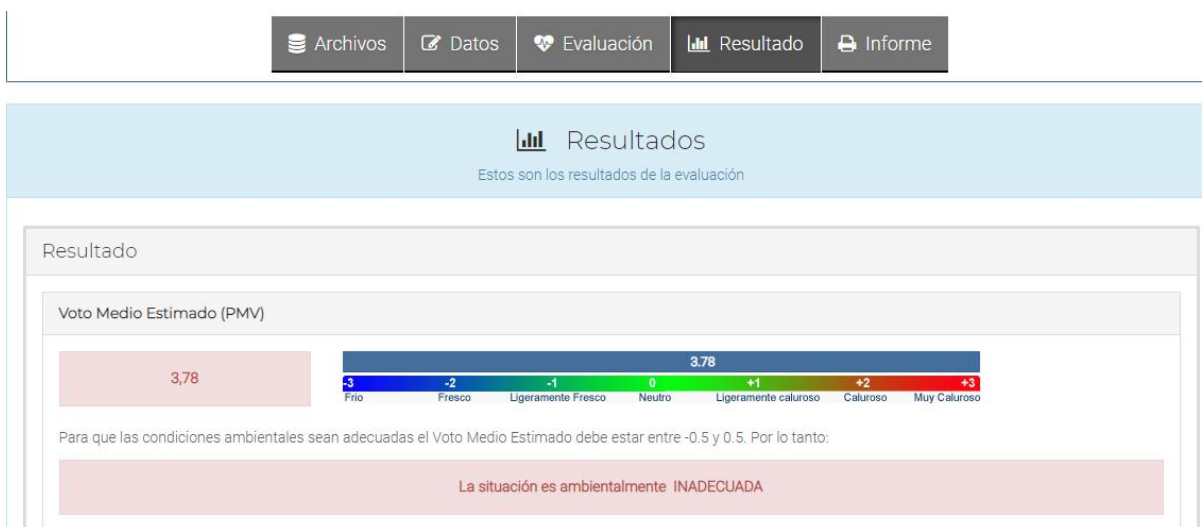 Archivos Datos Evaluación Resultado Informe
Resultados
Estos son los resultados de la evaluación
Resultado
Voto Medio Estimado (PMV)
3,78
3.78
-3 -2 -1 0 +1 +2 +3
Frio Fresco Ligeramente Fresco Neutro Ligeramente caluroso Caluroso Muy Caluroso
Para que las condiciones ambientales sean adecuadas el Voto Medio Estimado debe estar entre -0.5 y 0.5. Por lo tanto:
La situación es ambientalmente INADECUADA